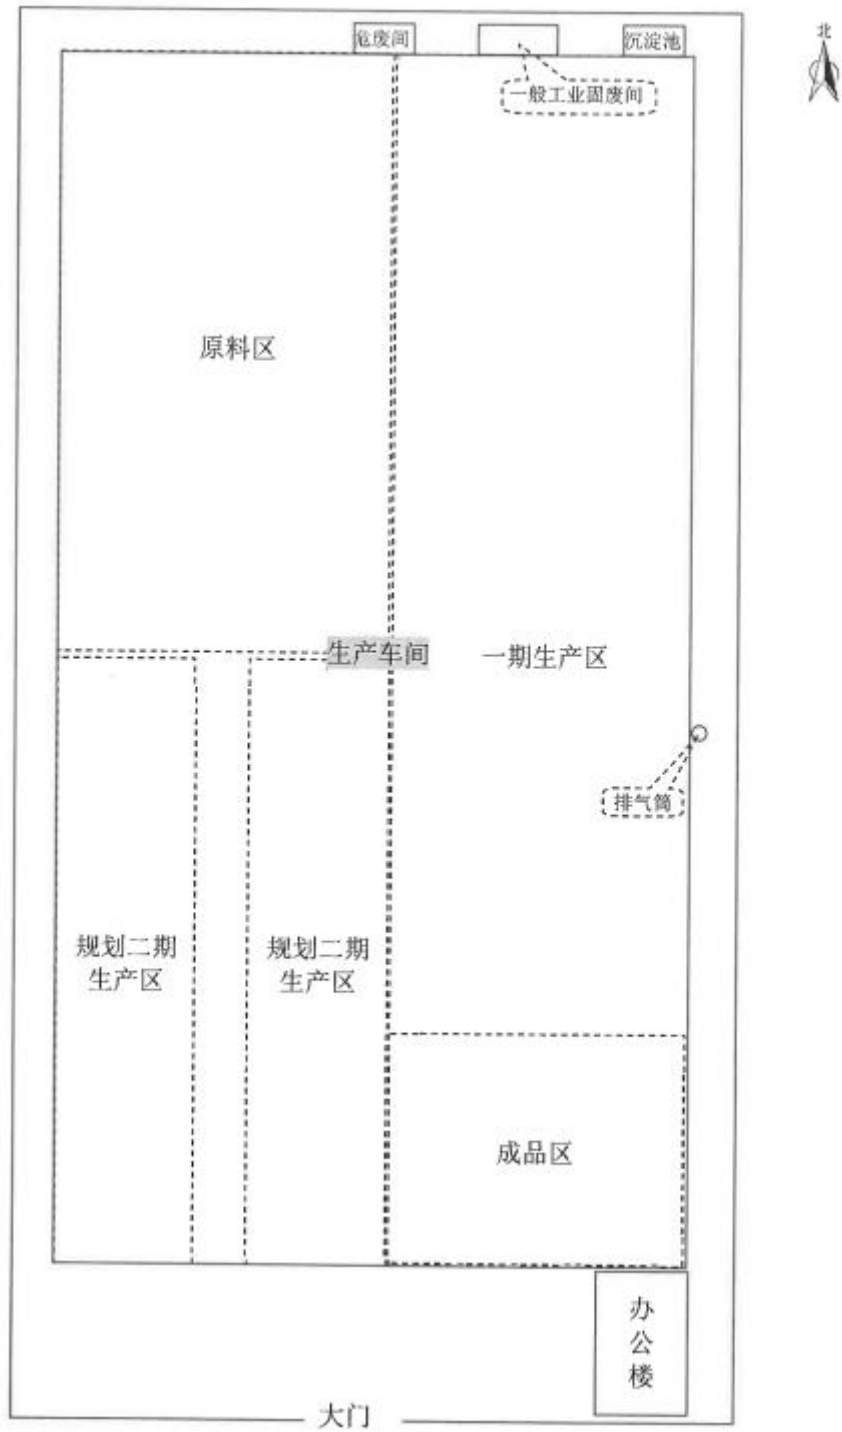 北
危废间
沉淀池
一般工业固废间
原料区
生产车间
一期生产区
排气筒
规划二期
生产区
规划二期
生产区
成品区
办
公
楼
大门